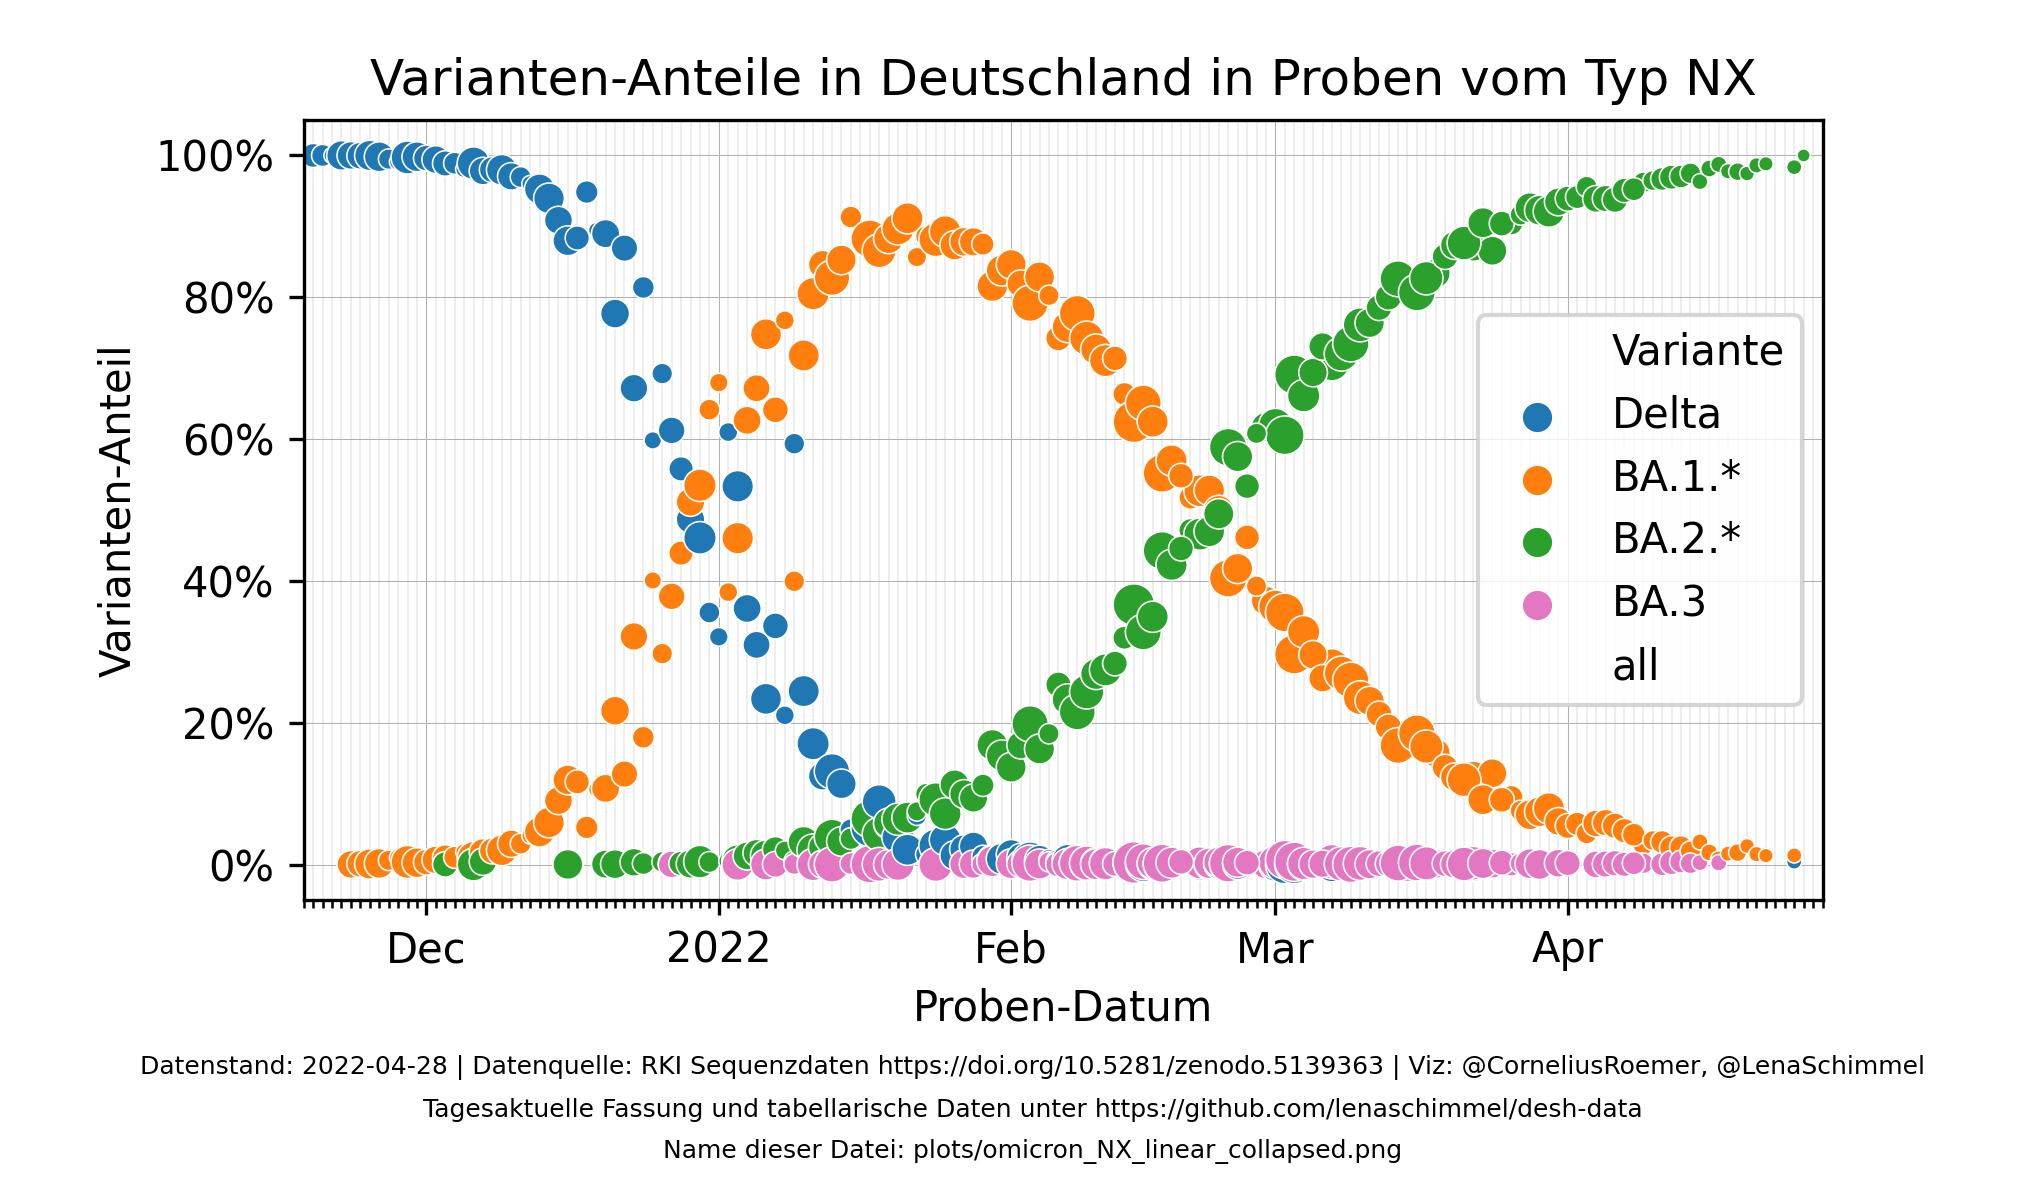 Varianten-Anteile in Deutschland in Proben vom Typ NX
Varianten-Anteil
100%
80%
60%
40%
20%
0%
Variante
Delta
BA.1.*
BA.2.*
BA.3
all
Dec
2022
Feb
Mar
Apr
Proben-Datum
Datenstand: 2022-04-28 | Datenquelle: RKI Sequenzdaten https://doi.org/10.5281/zenodo.5139363 | Viz: @CorneliusRoemer, @LenaSchimmel
Tagesaktuelle Fassung und tabellarische Daten unter https://github.com/lenaschimmel/desh-data
Name dieser Datei: plots/omicron_NX_linear_collapsed.png